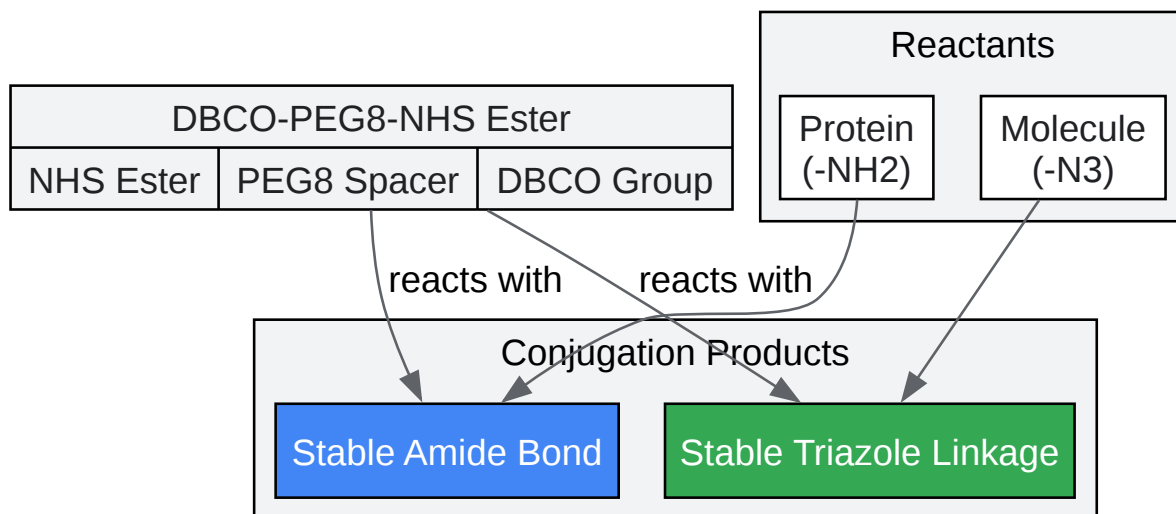 Reactants
DBCO-PEG8-NHS Ester
NHS Ester
PEG8 Spacer
DBCO Group
Protein
(-NH2)
Molecule
(-N3)
reacts with
reacts with
Conjugation Products
Stable Amide Bond
Stable Triazole Linkage